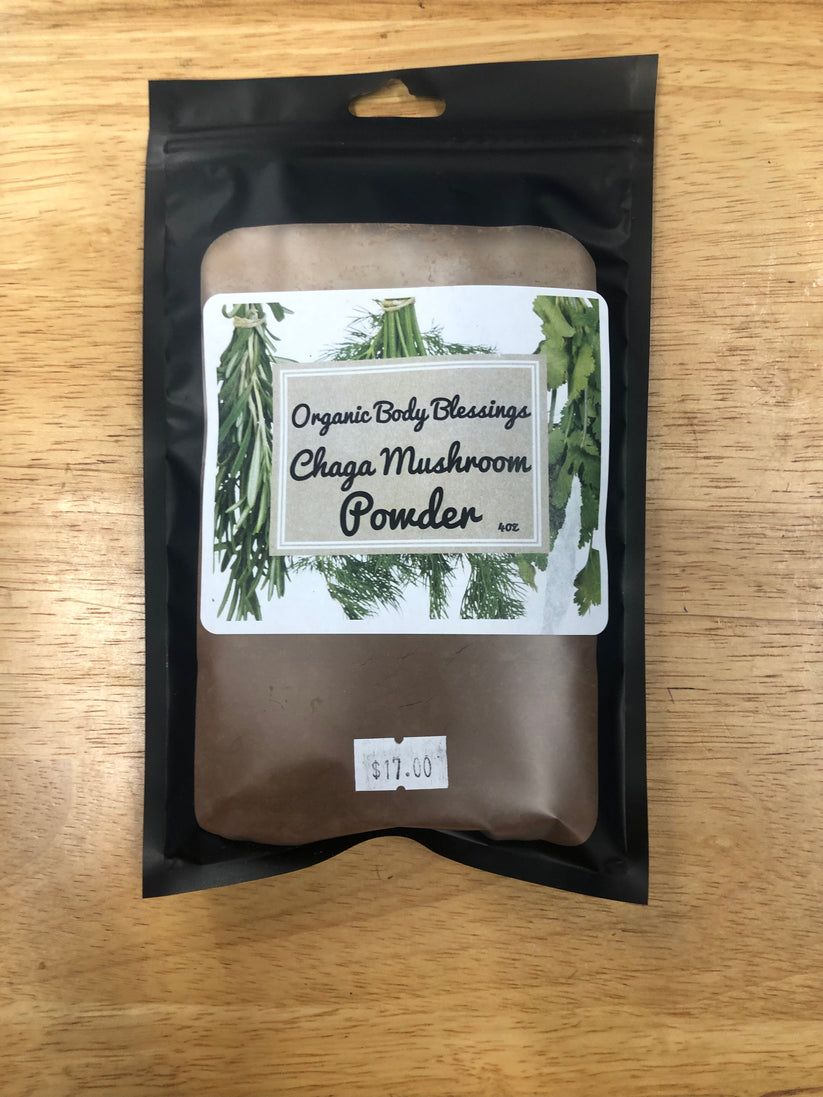 Organic Body Blessings
Chaga Mushroom
Powder 4oz
$17.00